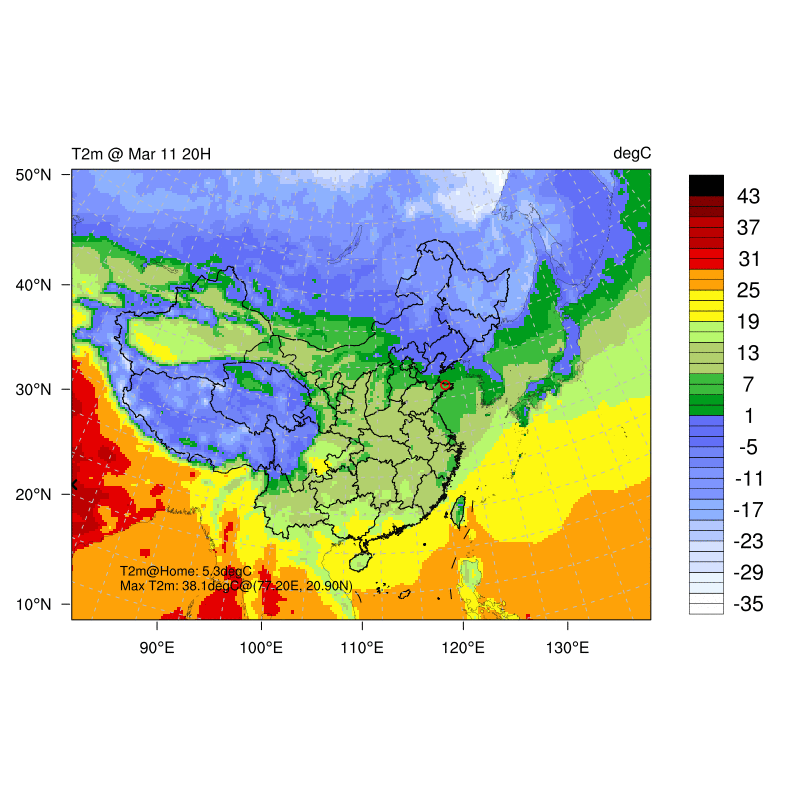 T2m @ Mar 11 20H degC
50°N
40°N
30°N
20°N
10°N
T2m@Home: 5.3degC
Max T2m: 38.1degC@(77.20E, 20.90N)
90°E 100°E 110°E 120°E 130°E
43
37
31
25
19
13
7
1
-5
-11
-17
-23
-29
-35